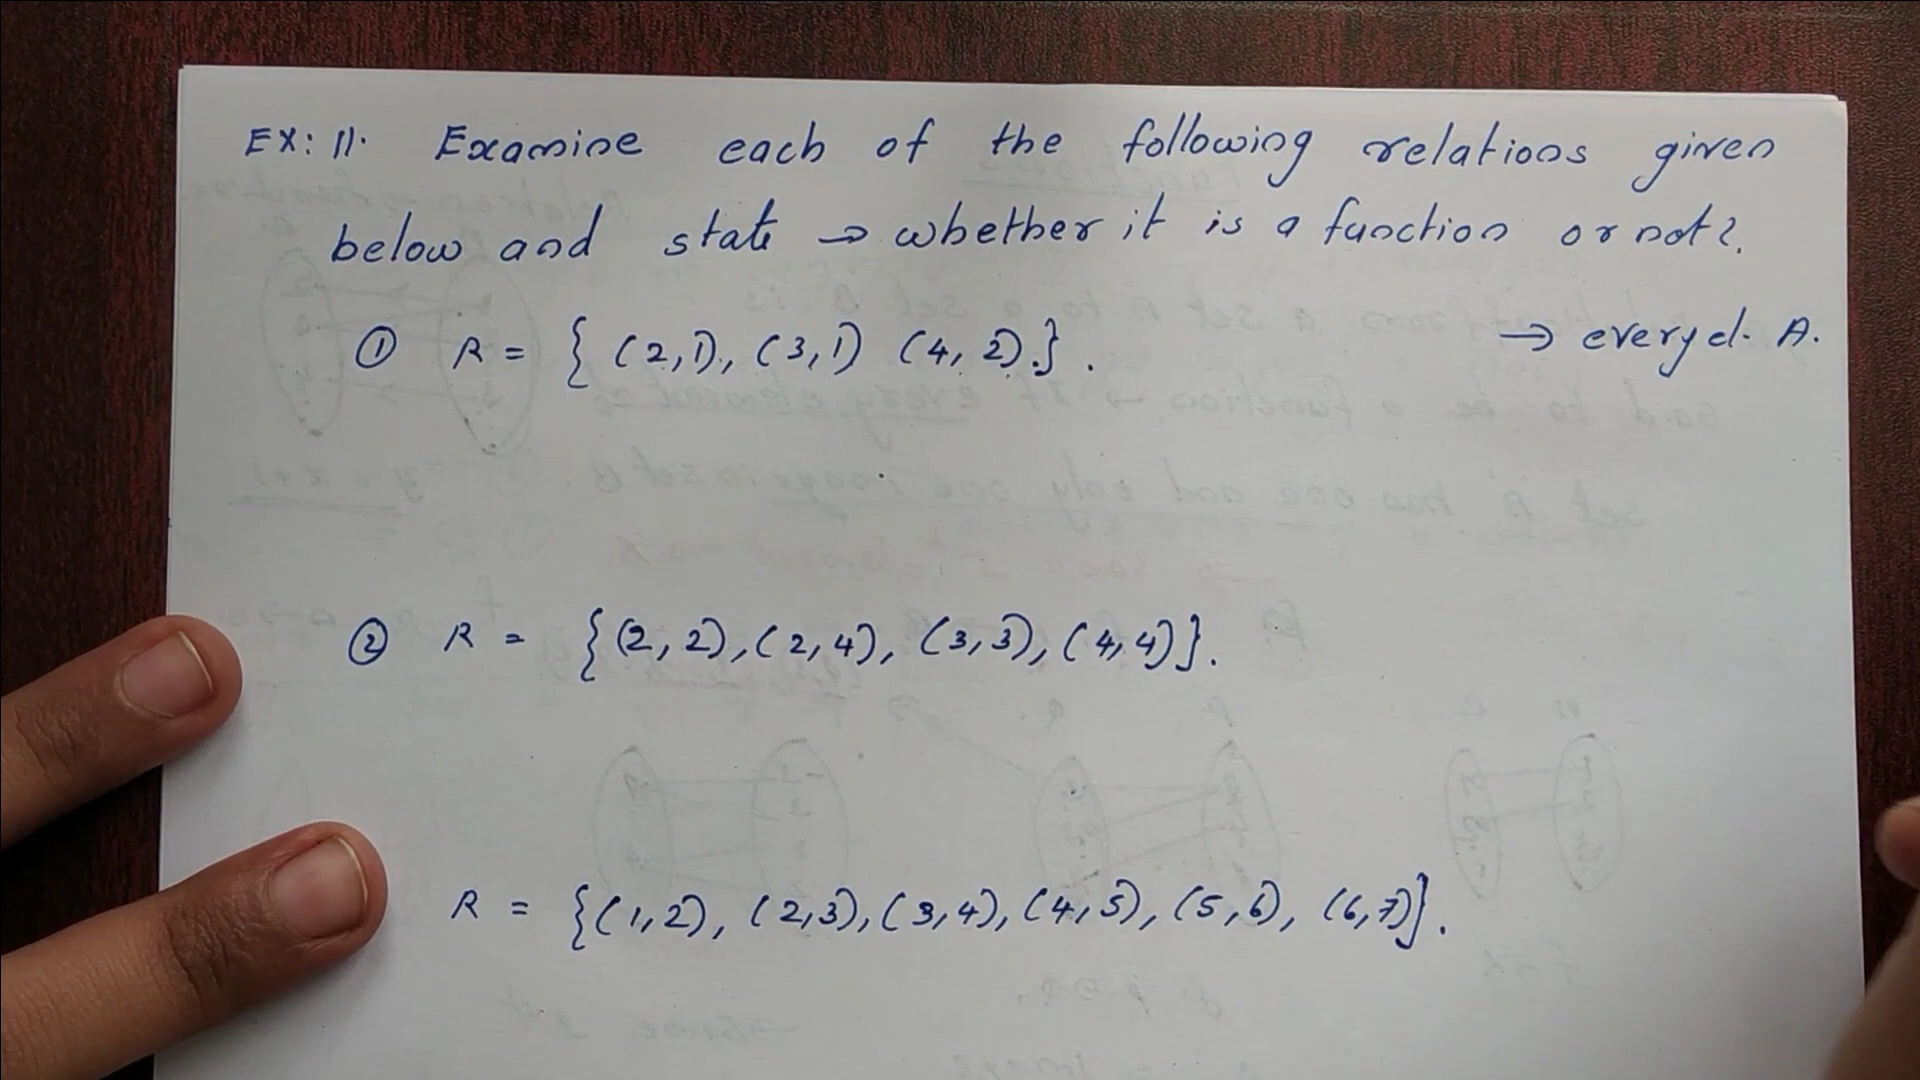 EX: 11. Examine each of the following relations given
below and state → whether it is a function or not?.
① R = { (2,1), (3,1) (4, 2).} .
→ every el. A.
② R = {(2,2),(2,4), (3,3),(4,4)}.
R = {(1,2), (2,3),(3,4),(4,5),(5,6), (6,7)}.